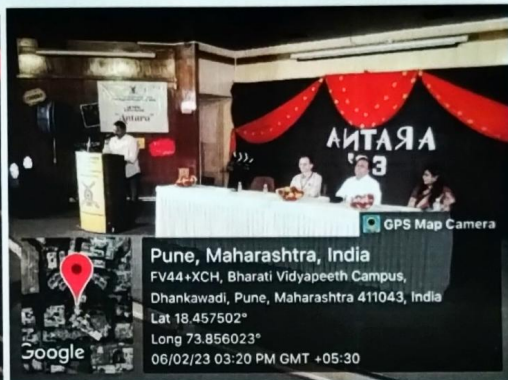 "Antara"
AИTAЯA
'23
GPS Map Camera
Pune, Maharashtra, India
FV44+XCH, Bharati Vidyapeeth Campus,
Dhankawadi, Pune, Maharashtra 411043, India
Lat 18.457502°
Long 73.856023°
06/02/23 03:20 PM GMT +05:30
Google